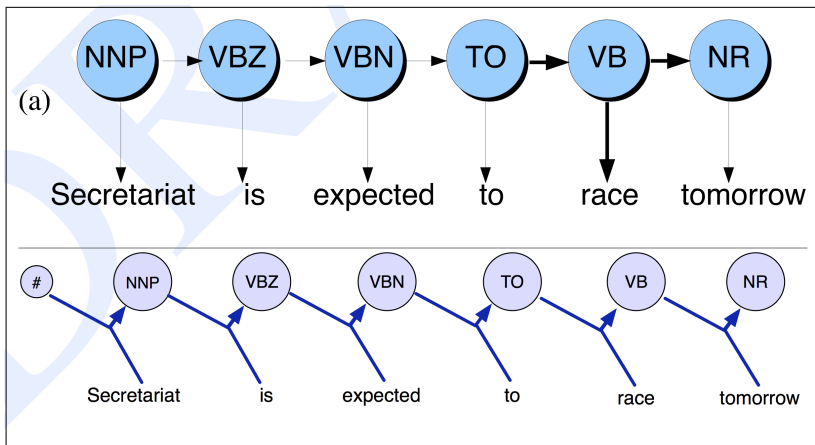 NNP VBZ VBN TO VB NR
(a)
Secretariat is expected to race tomorrow
# NNP VBZ VBN TO VB NR
Secretariat is expected to race tomorrow